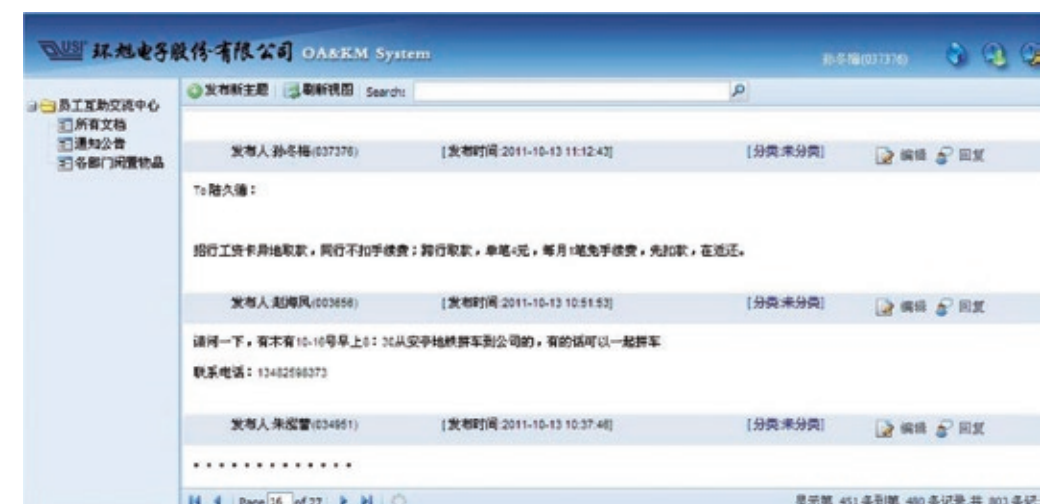 USI 环旭电子股份有限公司 OA&KM System
孙冬梅(037376)
发布新主题 刷新视图 Search:
员工互助交流中心
所有文档
通知公告
各部门闲置物品
发布人:孙冬梅(037376) [发布时间:2011-10-13 11:12:43] [分类:未分类] 编辑 回复
To 陆久德：
招行工资卡异地取款，同行不扣手续费；跨行取款，单笔4元，每月1笔免手续费，先扣款，在返还。
发布人:赵海凤(003656) [发布时间:2011-10-13 10:51:53] [分类:未分类] 编辑 回复
请问一下，有木有10-16号早上8：30从安亭地铁拼车到公司的，有的话可以一起拼车
联系电话：13482598373
发布人:朱泓萱(034951) [发布时间:2011-10-13 10:37:46] [分类:未分类] 编辑 回复
• • • • • • • • • • • • •
Page 16 of 27 显示第 451 条到第 480 条记录 共 803 条记